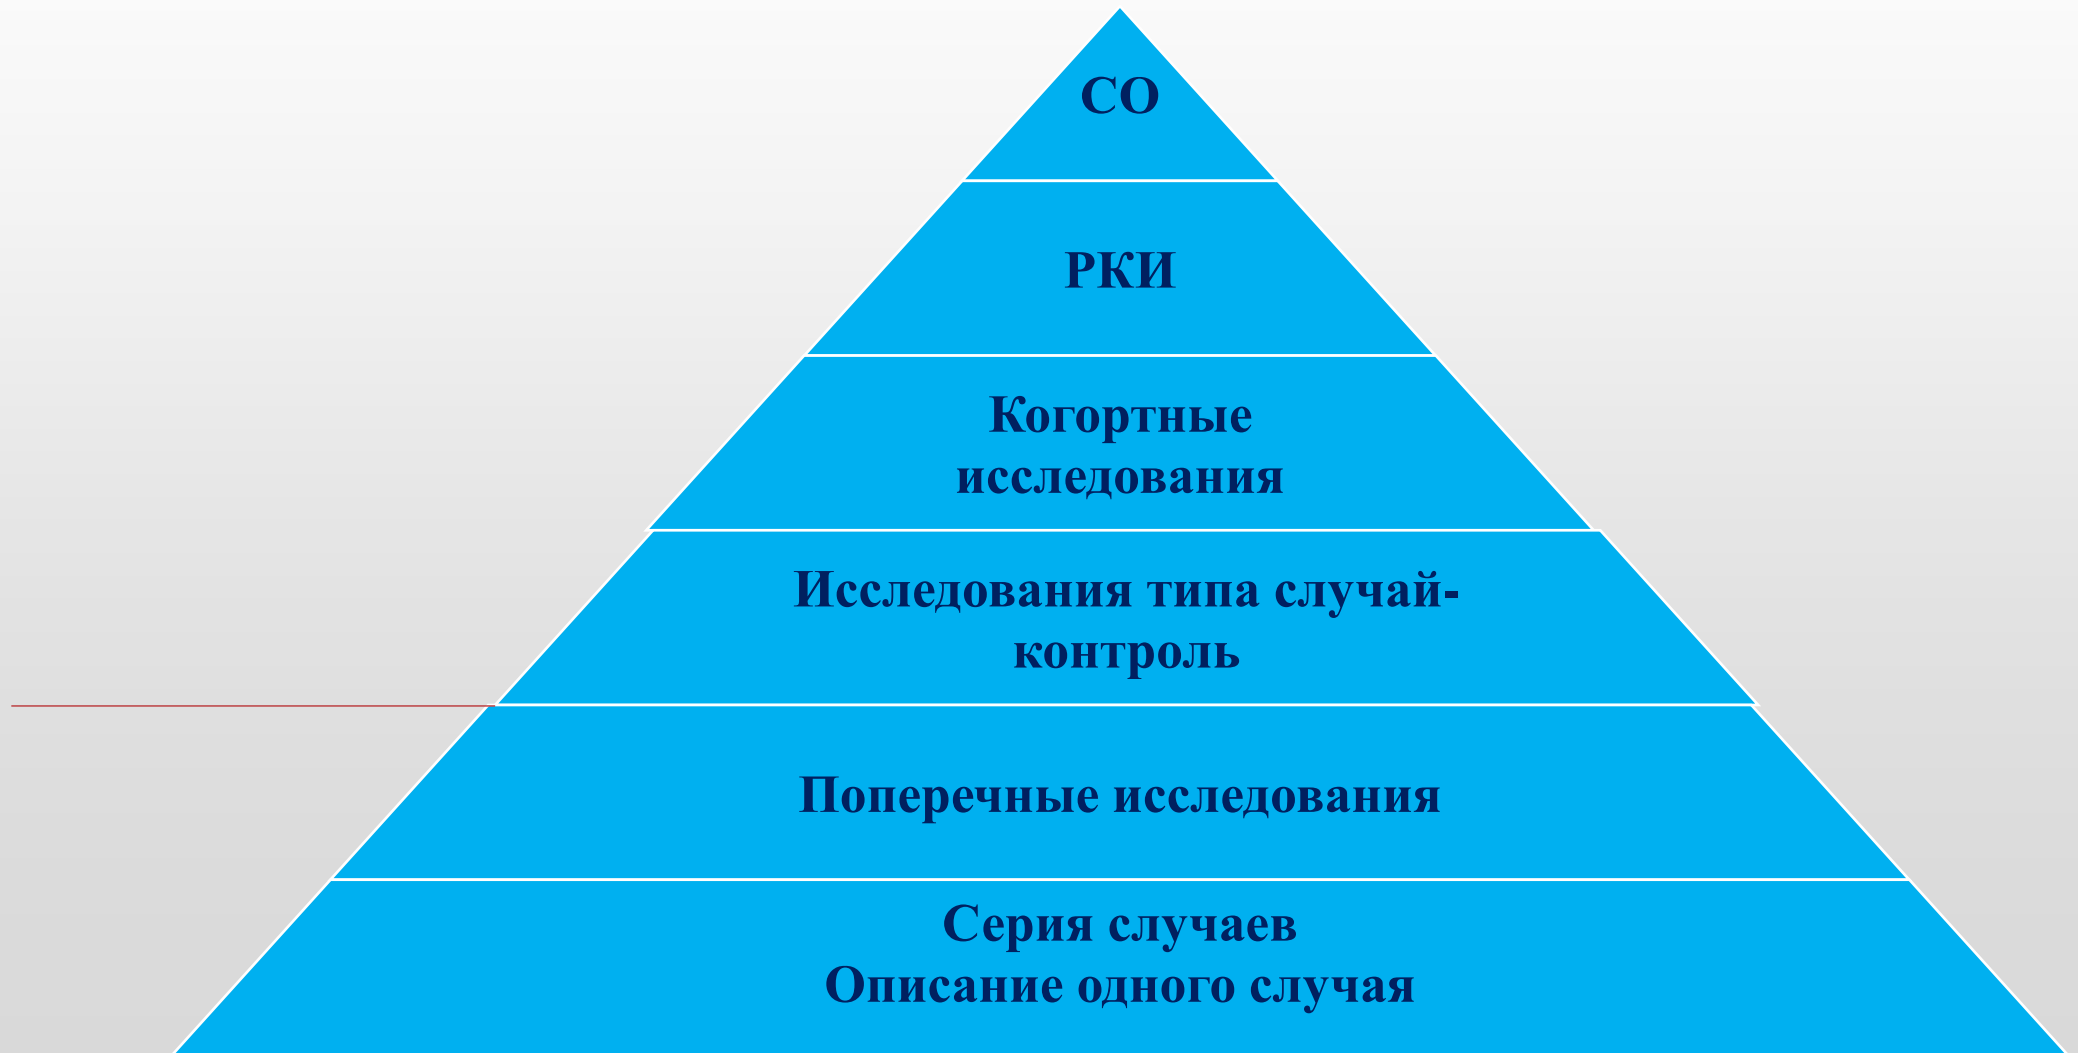 СО
РКИ
Когортные
исследования
Исследования типа случай-
контроль
Поперечные исследования
Серия случаев
Описание одного случая